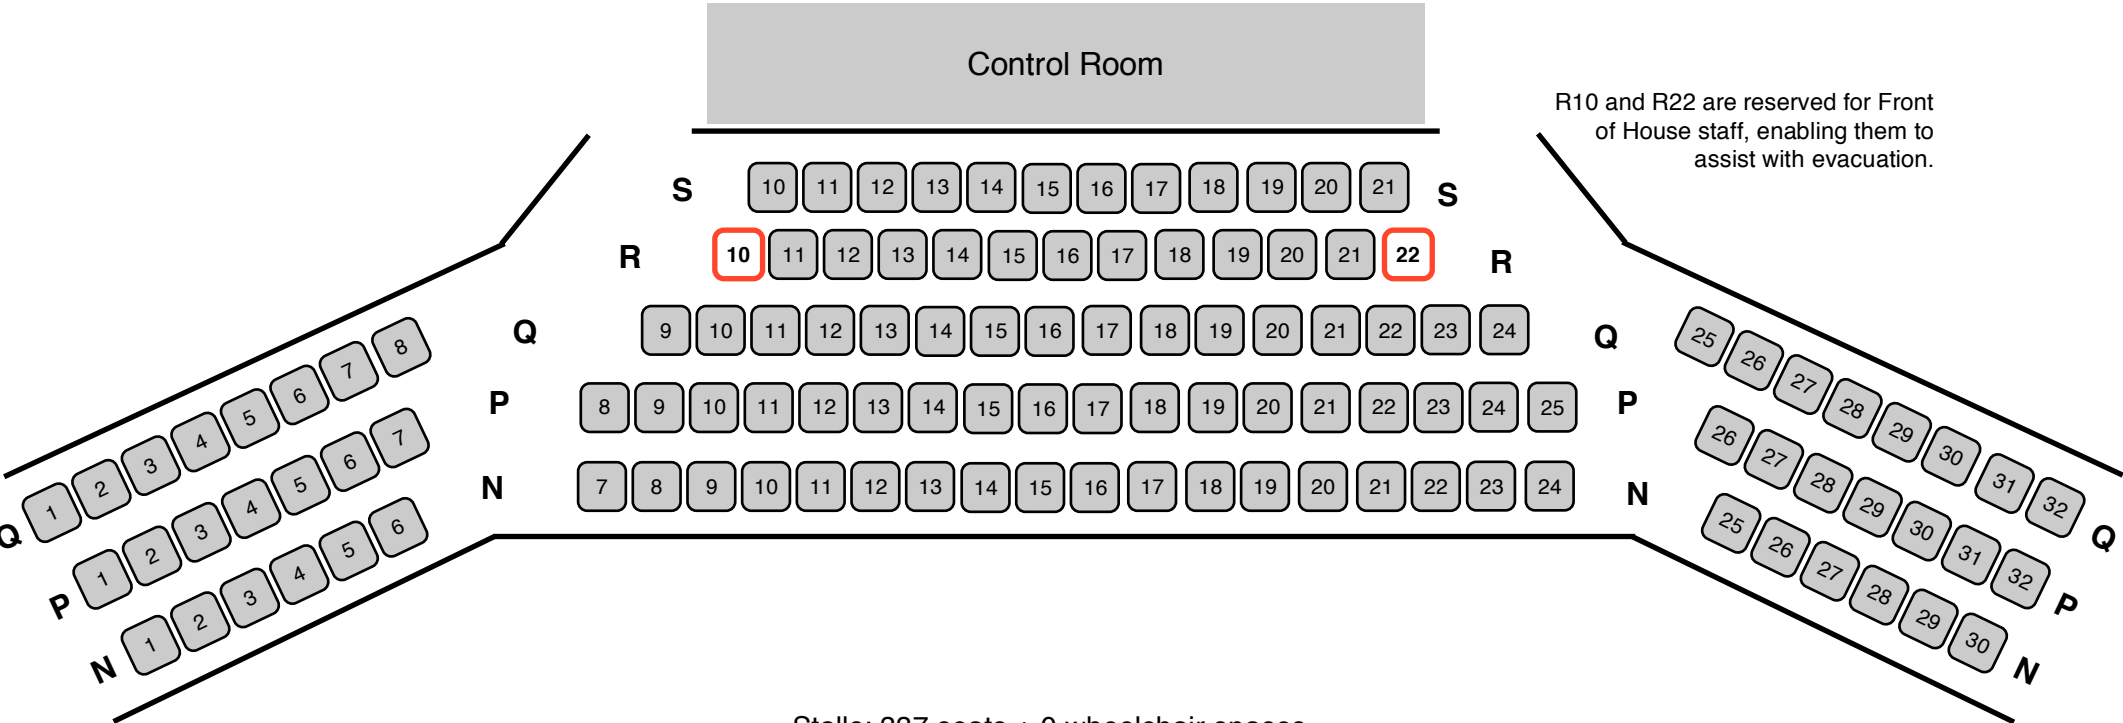 Control Room
R10 and R22 are reserved for Front
of House staff, enabling them to
assist with evacuation.
S 10 11 12 13 14 15 16 17 18 19 20 21 S
R 10 11 12 13 14 15 16 17 18 19 20 21 22 R
Q 1 2 3 4 5 6 7 8 Q 9 10 11 12 13 14 15 16 17 18 19 20 21 22 23 24 Q 25 26 27 28 29 30 31 32 Q
P 1 2 3 4 5 6 7 P 8 9 10 11 12 13 14 15 16 17 18 19 20 21 22 23 24 25 P 26 27 28 29 30 31 32 P
N 1 2 3 4 5 6 N 7 8 9 10 11 12 13 14 15 16 17 18 19 20 21 22 23 24 N 25 26 27 28 29 30 N